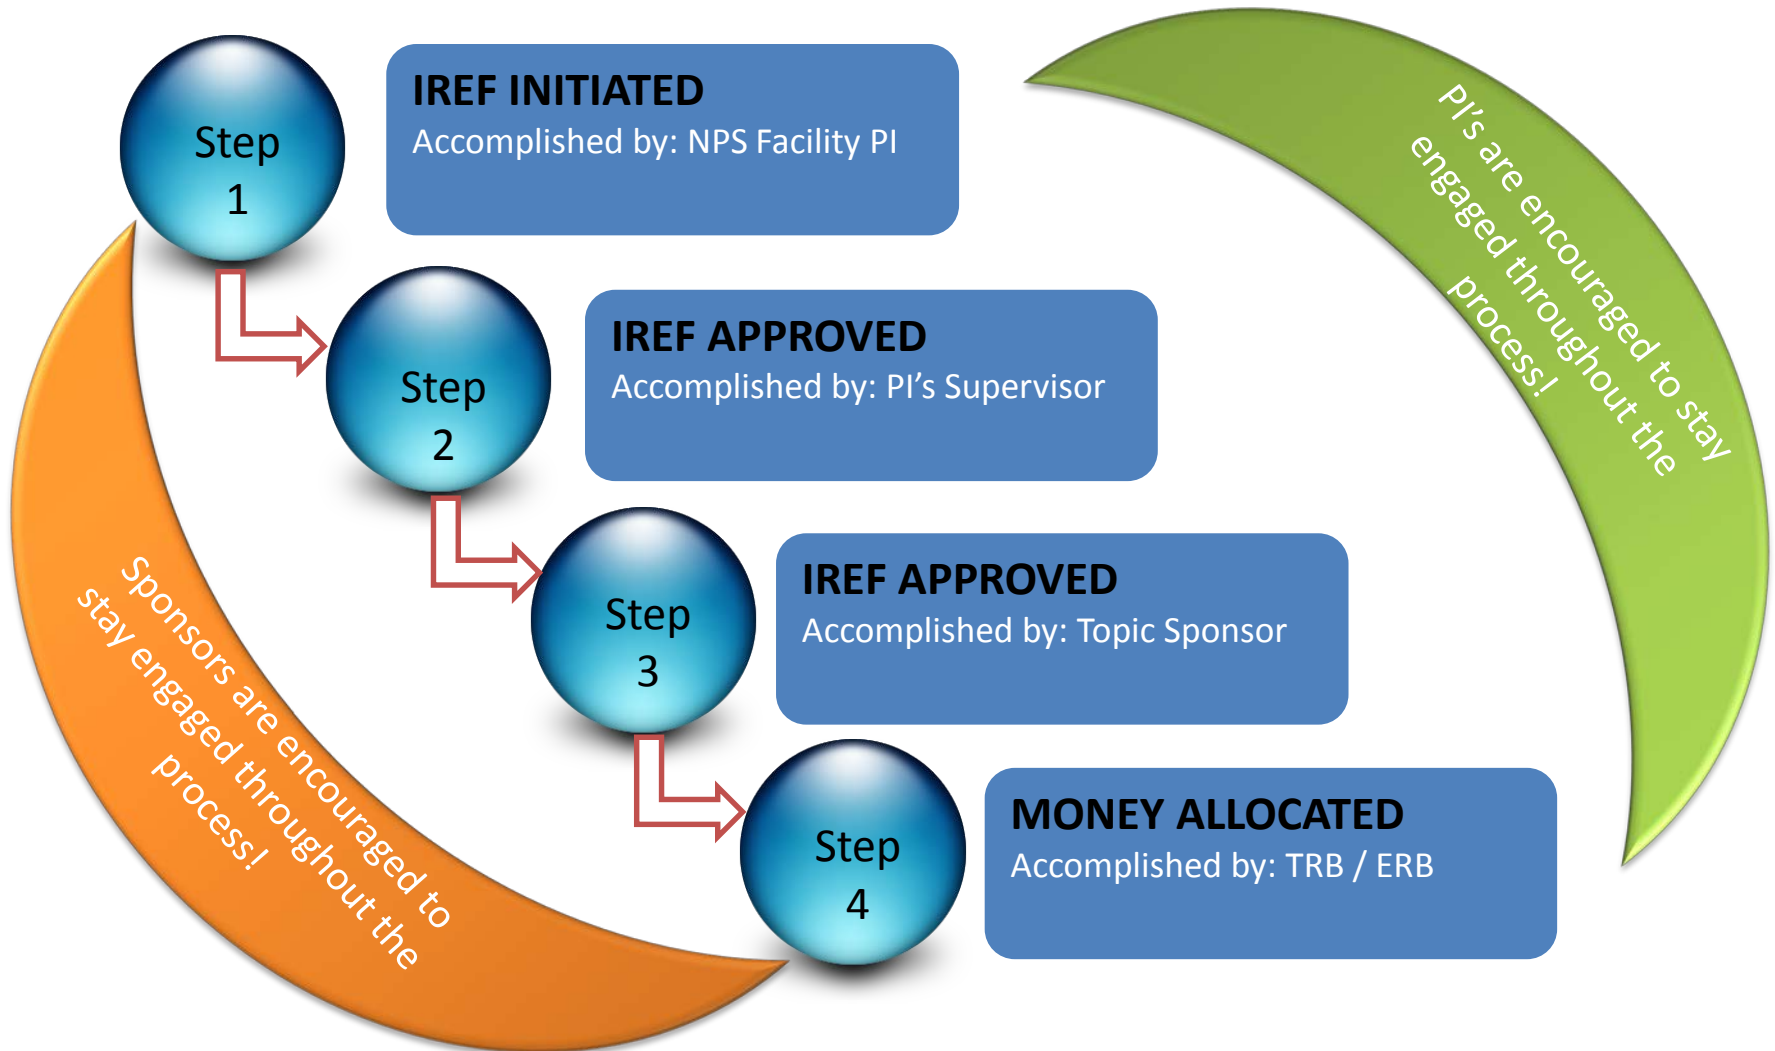 Step
1
IREF INITIATED
Accomplished by: NPS Facility PI
Step
2
IREF APPROVED
Accomplished by: PI’s Supervisor
Step
3
IREF APPROVED
Accomplished by: Topic Sponsor
Step
4
MONEY ALLOCATED
Accomplished by: TRB / ERB
Sponsors are encouraged to
stay engaged throughout the
process!
PI’s are encouraged to stay
engaged throughout the
process!